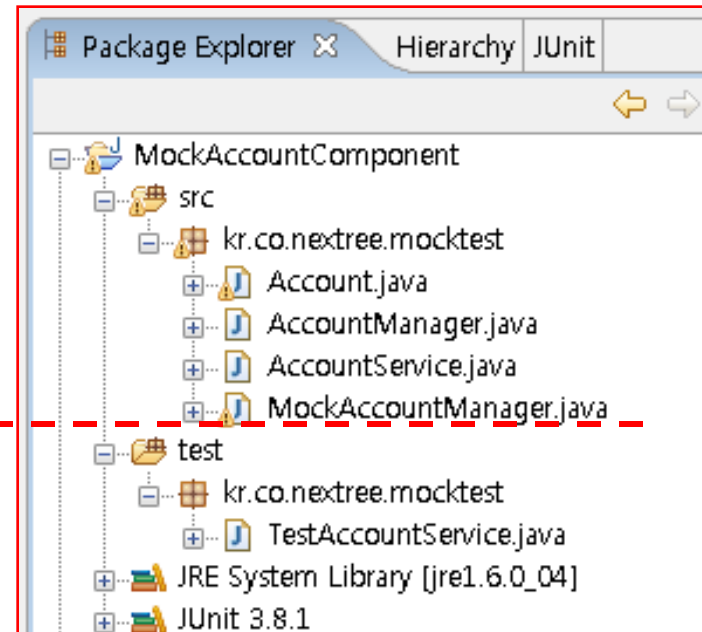 Package Explorer Hierarchy JUnit
MockAccountComponent
src
kr.co.nextree.mocktest
Account.java
AccountManager.java
AccountService.java
MockAccountManager.java
test
kr.co.nextree.mocktest
TestAccountService.java
JRE System Library [jre1.6.0_04]
JUnit 3.8.1